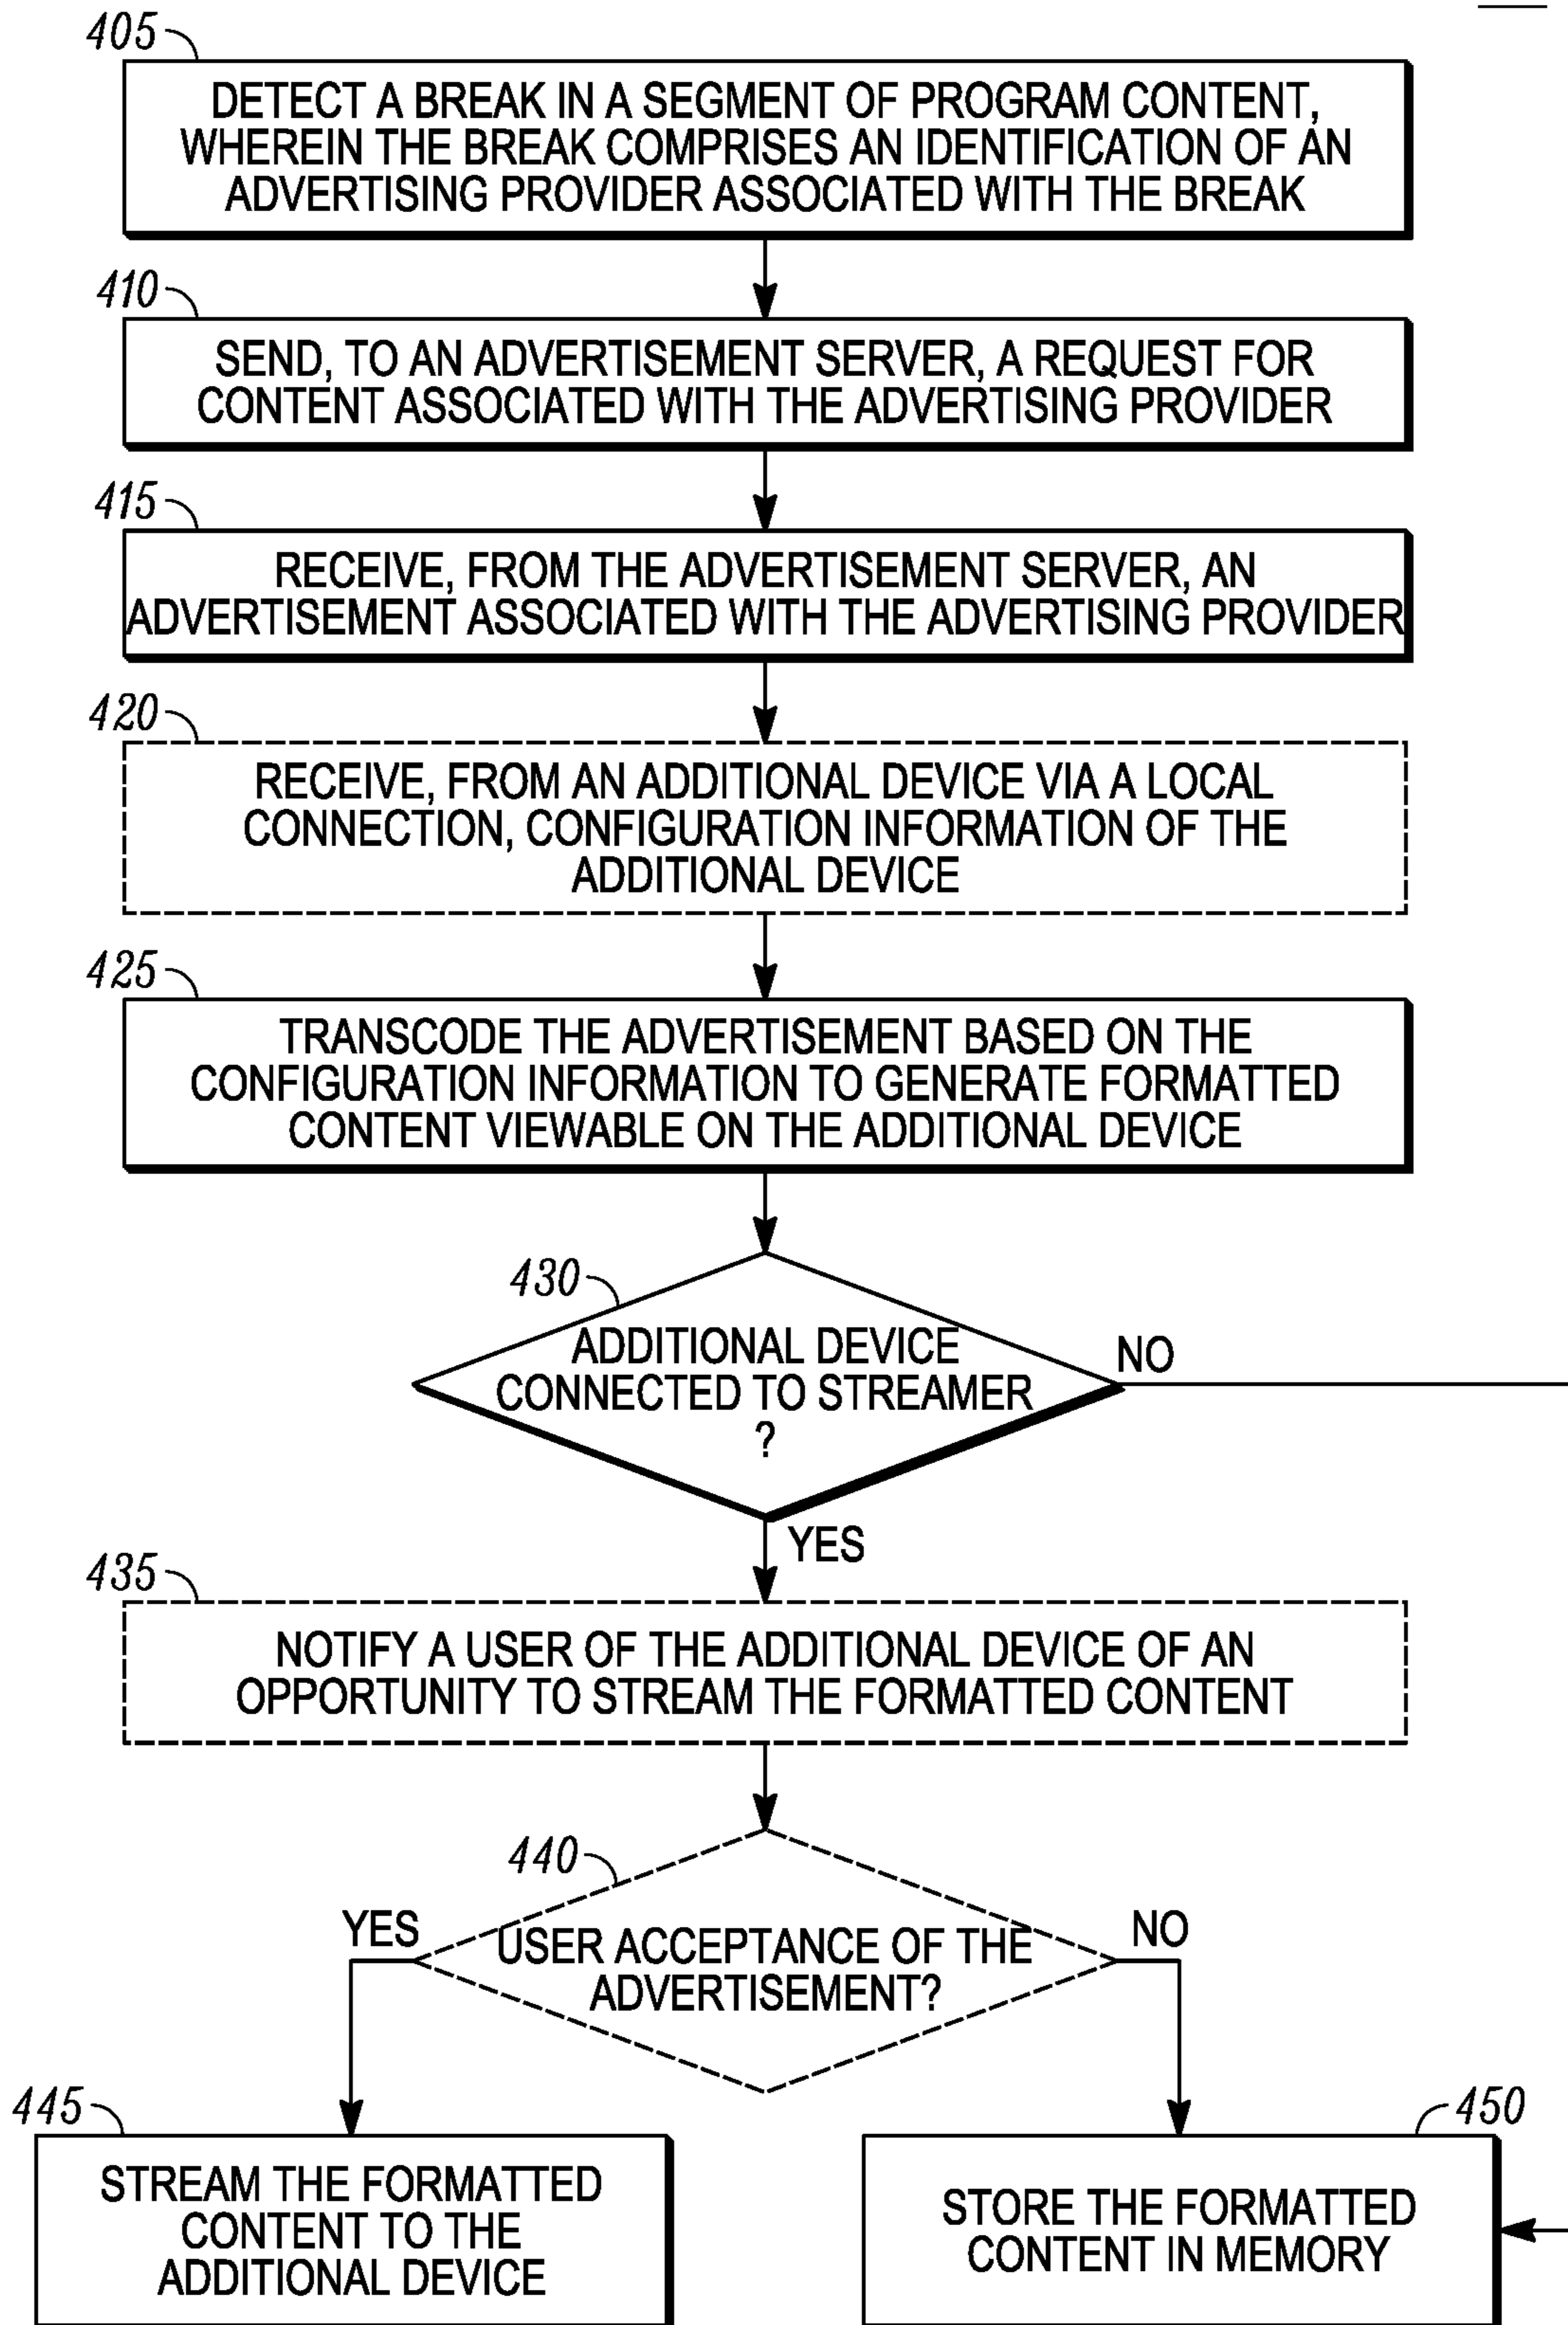 405
DETECT A BREAK IN A SEGMENT OF PROGRAM CONTENT,
WHEREIN THE BREAK COMPRISES AN IDENTIFICATION OF AN
ADVERTISING PROVIDER ASSOCIATED WITH THE BREAK
410
SEND, TO AN ADVERTISEMENT SERVER, A REQUEST FOR
CONTENT ASSOCIATED WITH THE ADVERTISING PROVIDER
415
RECEIVE, FROM THE ADVERTISEMENT SERVER, AN
ADVERTISEMENT ASSOCIATED WITH THE ADVERTISING PROVIDER
420
RECEIVE, FROM AN ADDITIONAL DEVICE VIA A LOCAL
CONNECTION, CONFIGURATION INFORMATION OF THE
ADDITIONAL DEVICE
425
TRANSCODE THE ADVERTISEMENT BASED ON THE
CONFIGURATION INFORMATION TO GENERATE FORMATTED
CONTENT VIEWABLE ON THE ADDITIONAL DEVICE
430
ADDITIONAL DEVICE
CONNECTED TO STREAMER
?
NO
YES
435
NOTIFY A USER OF THE ADDITIONAL DEVICE OF AN
OPPORTUNITY TO STREAM THE FORMATTED CONTENT
440
USER ACCEPTANCE OF THE
ADVERTISEMENT?
YES
NO
445
STREAM THE FORMATTED
CONTENT TO THE
ADDITIONAL DEVICE
450
STORE THE FORMATTED
CONTENT IN MEMORY